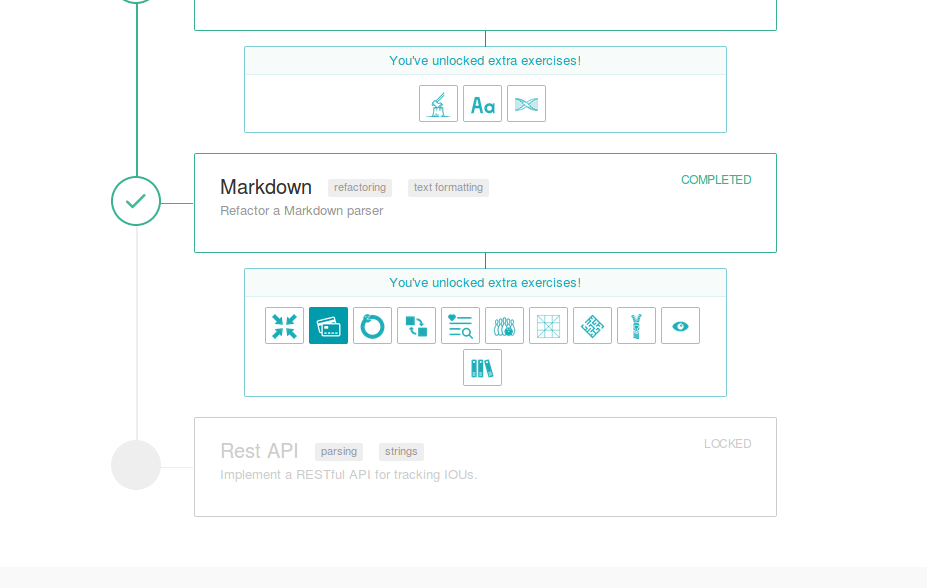 You've unlocked extra exercises!
Aa
Markdown refactoring text formatting COMPLETED
Refactor a Markdown parser
You've unlocked extra exercises!
Rest API parsing strings LOCKED
Implement a RESTful API for tracking IOUs.